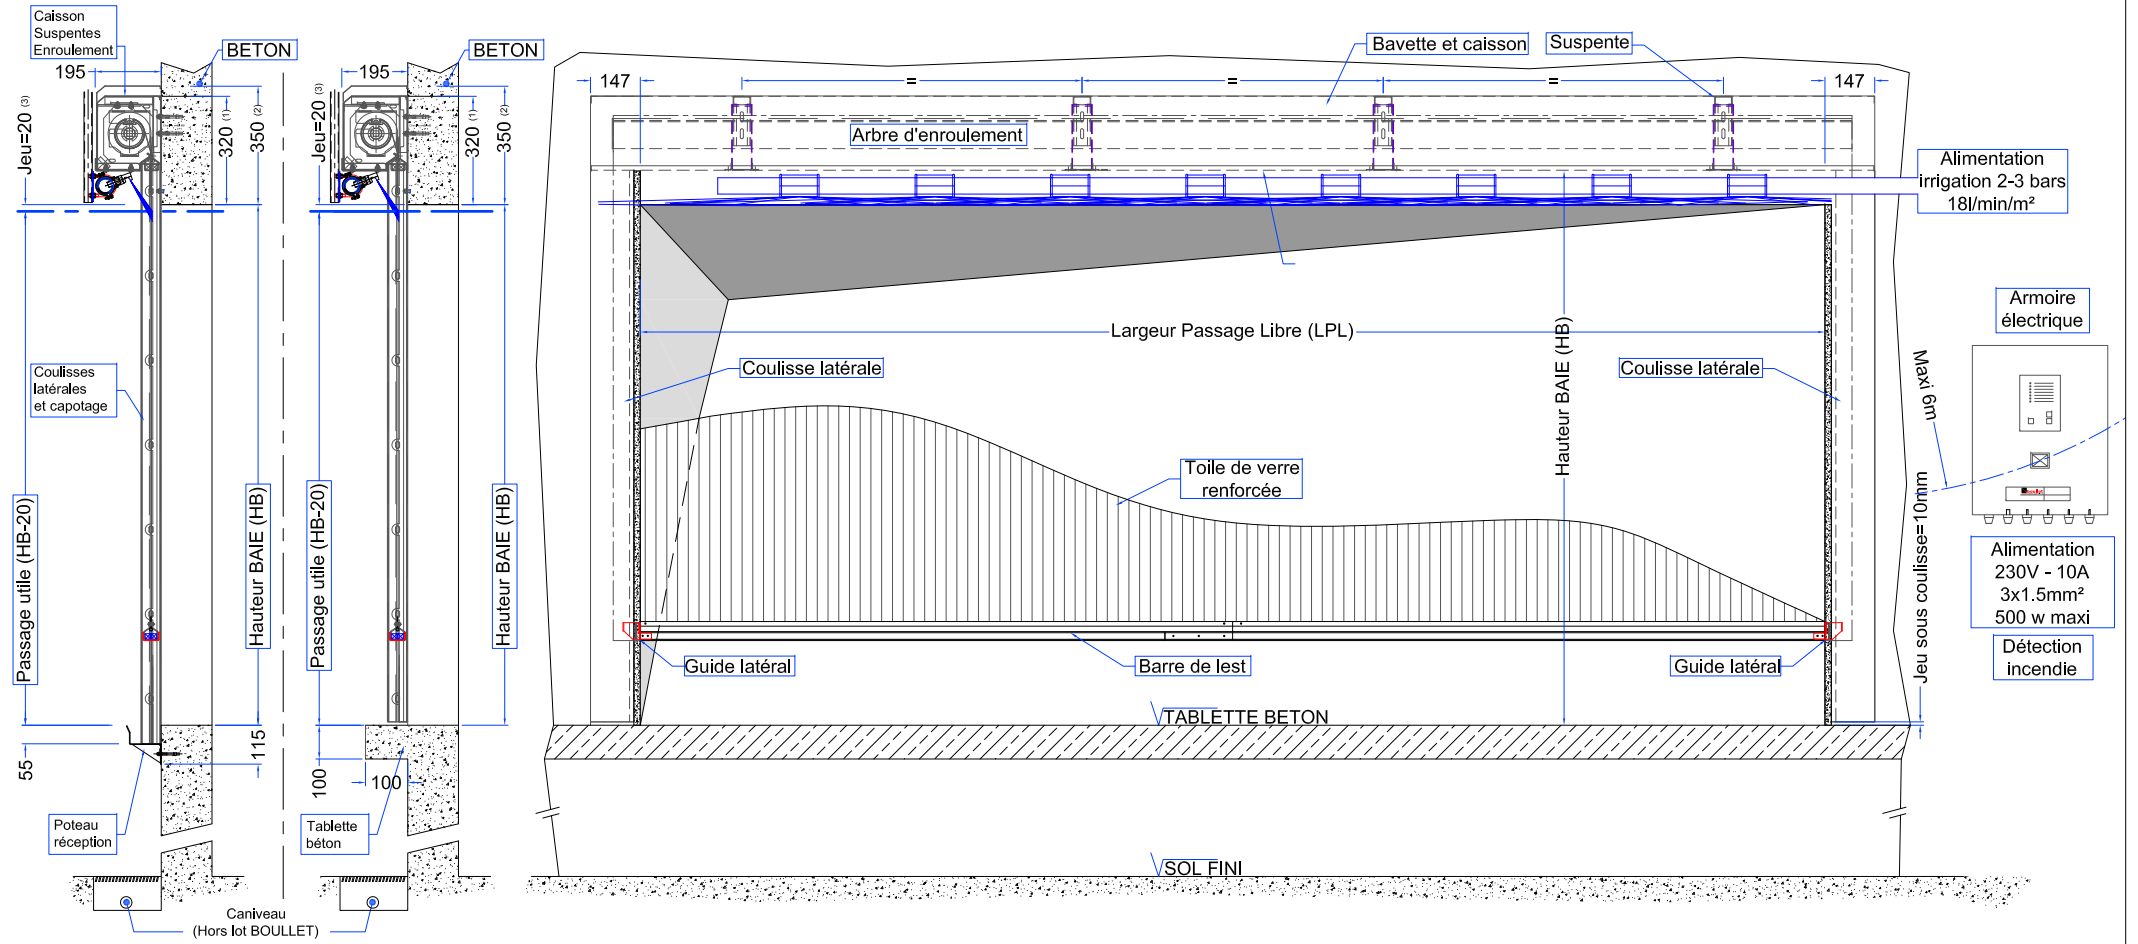 Caisson
Suspentes
Enroulement
BETON
195
Jeu=20 (3)
320 (1)
350 (2)
Coulisses
latérales
et capotage
Passage utile (HB-20)
Hauteur BAIE (HB)
55
115
Poteau
réception
BETON
195
Jeu=20 (3)
320 (1)
350 (2)
Passage utile (HB-20)
Hauteur BAIE (HB)
100
100
Tablette
béton
Caniveau
(Hors lot BOULLET)
Bavette et caisson
Suspente
147
=
=
=
147
Arbre d'enroulement
Alimentation
irrigation 2-3 bars
18l/min/m²
Largeur Passage Libre (LPL)
Hauteur BAIE (HB)
Coulisse latérale
Coulisse latérale
Toile de verre
renforcée
Guide latéral
Barre de lest
Guide latéral
TABLETTE BETON
SOL FINI
Jeu sous coulisse=10mm
Maxi 6m
Armoire
électrique
Alimentation
230V - 10A
3x1.5mm²
500 w maxi
Détection
incendie